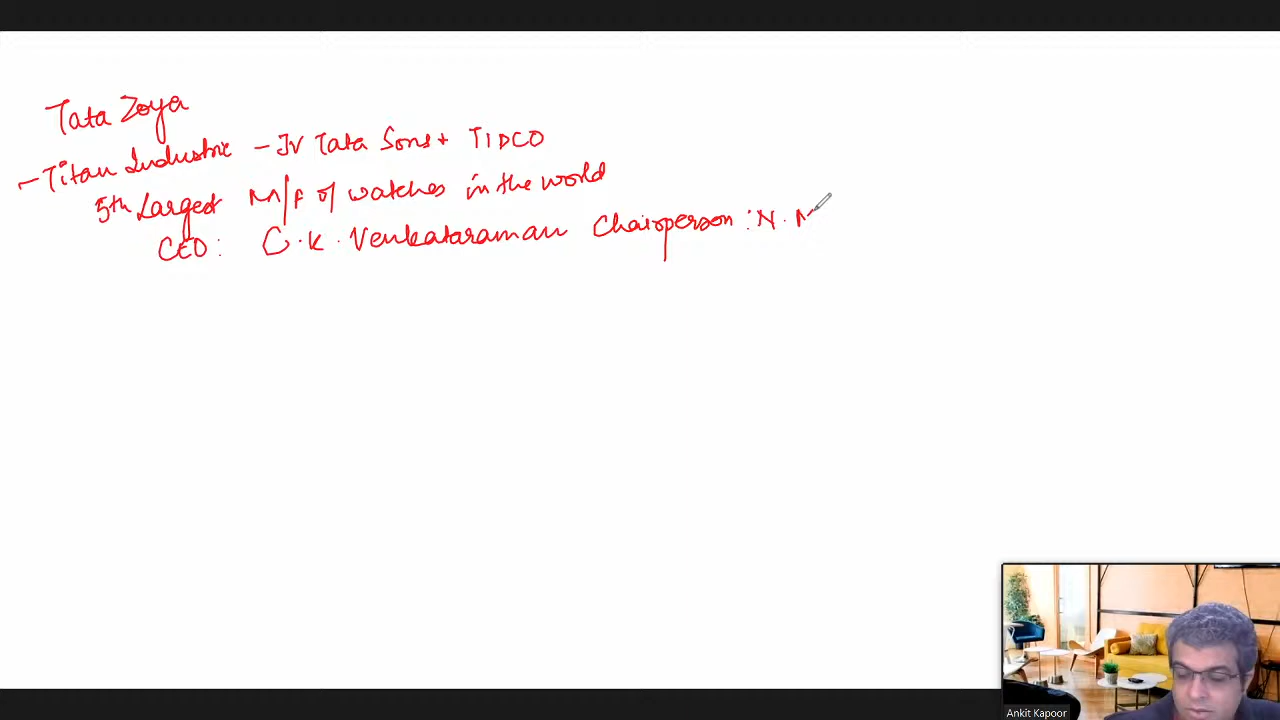 Tata Zoya
- Titan Industrie - JV Tata Sons + TIDCO
5th Largest M/F of watches in the world
CEO: C.K. Venkataraman Chairperson: N.
Ankit Kapoor